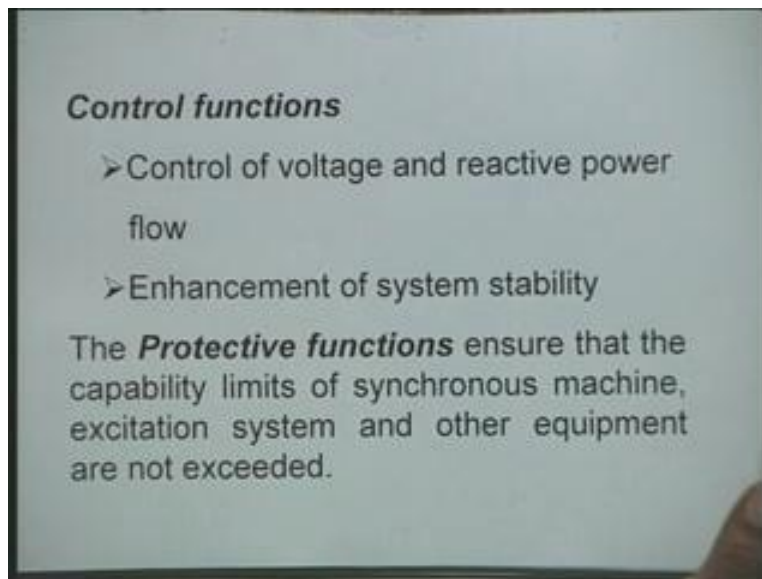 Control functions
➢Control of voltage and reactive power
flow
➢Enhancement of system stability
The Protective functions ensure that the
capability limits of synchronous machine,
excitation system and other equipment
are not exceeded.